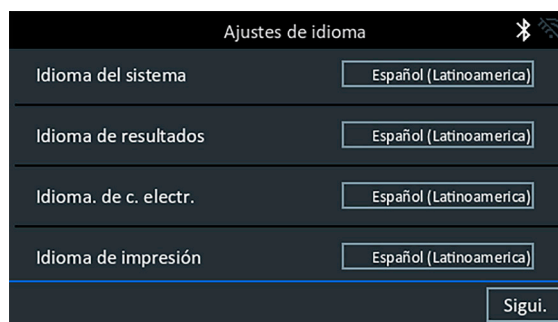 Ajustes de idioma
Idioma del sistema Español (Latinoamerica)
Idioma de resultados Español (Latinoamerica)
Idioma. de c. electr. Español (Latinoamerica)
Idioma de impresión Español (Latinoamerica)
Sigui.